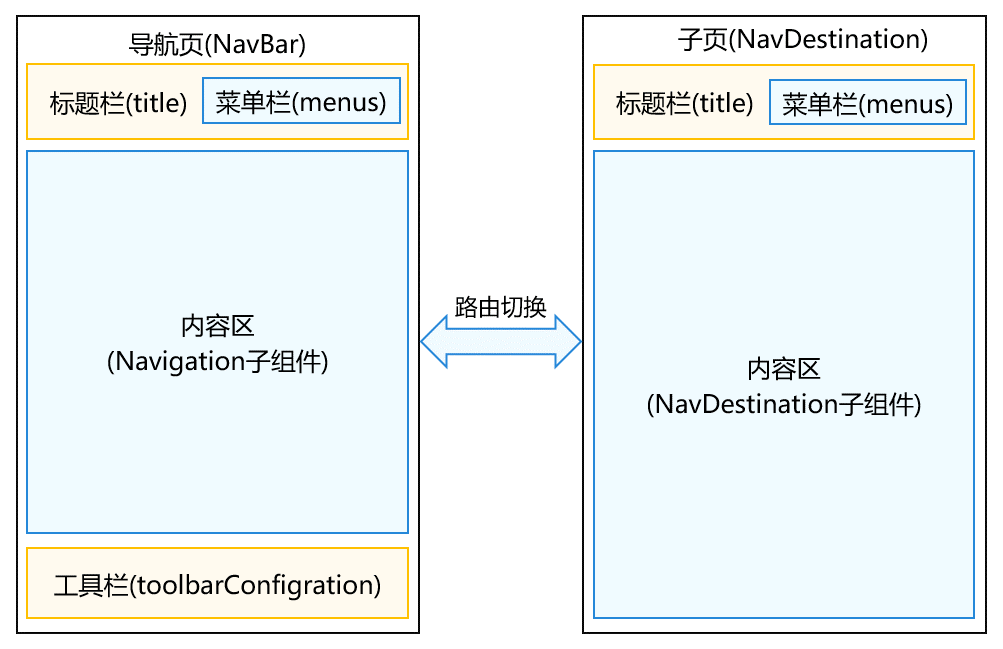 导航页(NavBar)
标题栏(title)
菜单栏(menus)
内容区
(Navigation子组件)
工具栏(toolbarConfigration)
路由切换
子页(NavDestination)
标题栏(title)
菜单栏(menus)
内容区
(NavDestination子组件)